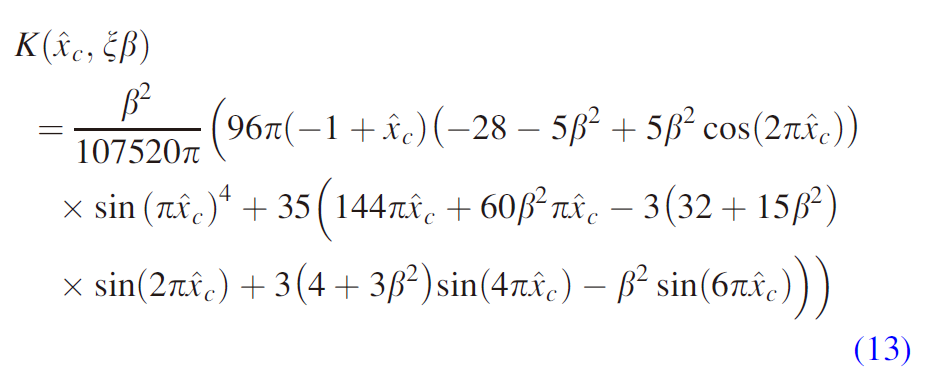 K(x̂_c, ξβ)
= β²/107520π (96π(−1 + x̂_c)(−28 − 5β² + 5β² cos(2πx̂_c))
× sin (πx̂_c)⁴ + 35(144πx̂_c + 60β²πx̂_c − 3(32 + 15β²)
× sin(2πx̂_c) + 3(4 + 3β²)sin(4πx̂_c) − β² sin(6πx̂_c)))
(13)